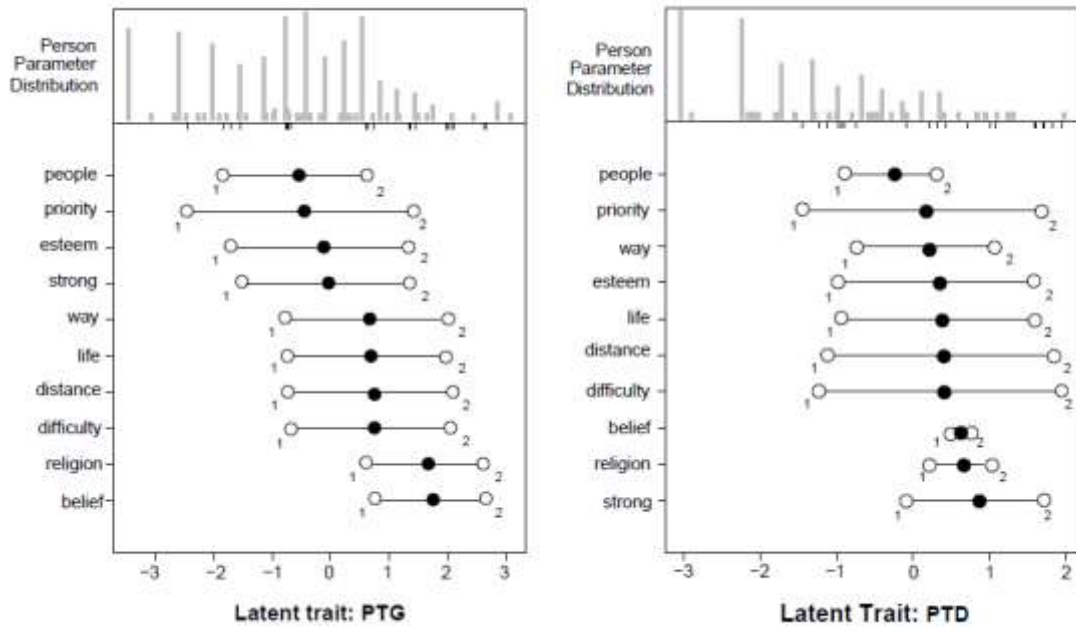 Person
Parameter
Distribution
people
1 2
priority
1 2
esteem
1 2
strong
1 2
way
1 2
life
1 2
distance
1 2
difficulty
1 2
religion
1 2
belief
1 2
−3 −2 −1 0 1 2 3
Latent trait: PTG
Person
Parameter
Distribution
people
1 2
priority
1 2
way
1 2
esteem
1 2
life
1 2
distance
1 2
difficulty
1 2
belief
1 2
religion
1 2
strong
1 2
−3 −2 −1 0 1 2
Latent Trait: PTD